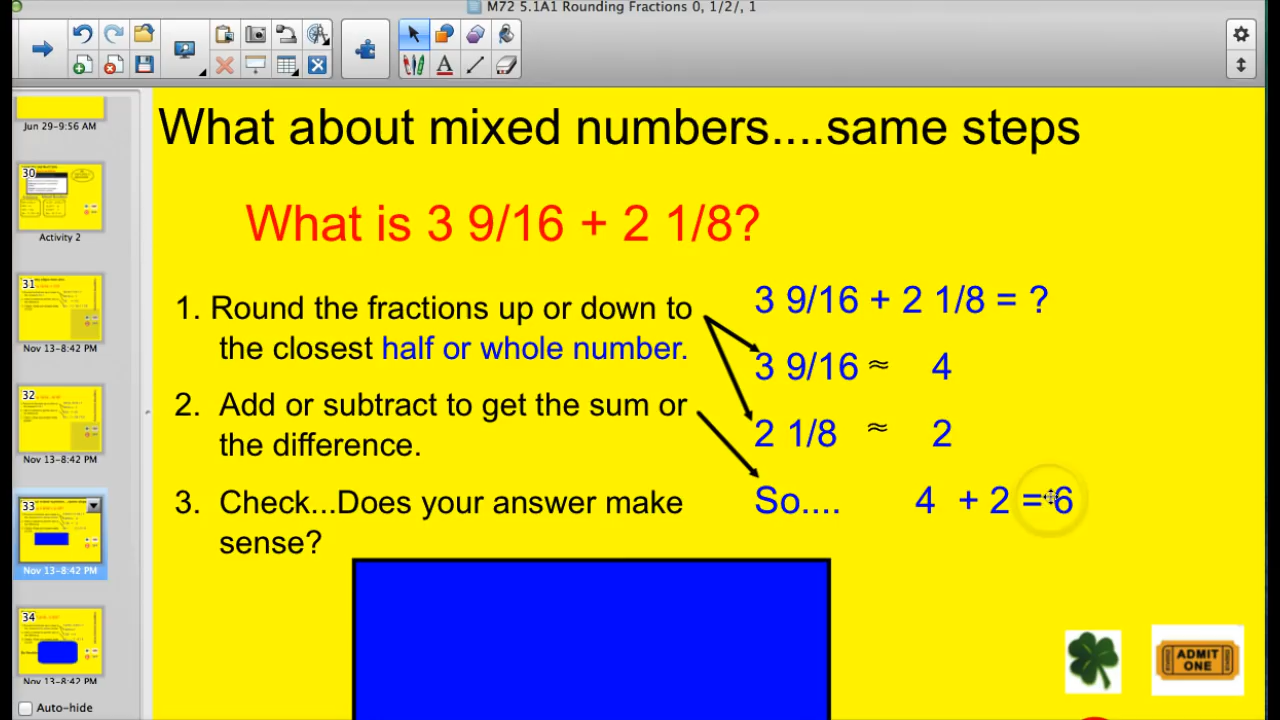 M72 5.1A1 Rounding Fractions 0, 1/2/, 1
What about mixed numbers....same steps
What is 3 9/16 + 2 1/8?
1. Round the fractions up or down to
the closest half or whole number.
2. Add or subtract to get the sum or
the difference.
3. Check...Does your answer make
sense?
3 9/16 + 2 1/8 = ?
3 9/16 ≈ 4
2 1/8 ≈ 2
So.... 4 + 2 = 6
ADMIT
ONE
Jun 29-9:56 AM
30
Activity 2
31
Nov 13-8:42 PM
32
Nov 13-8:42 PM
33
Nov 13-8:42 PM
34
Nov 13-8:42 PM
Auto-hide
A